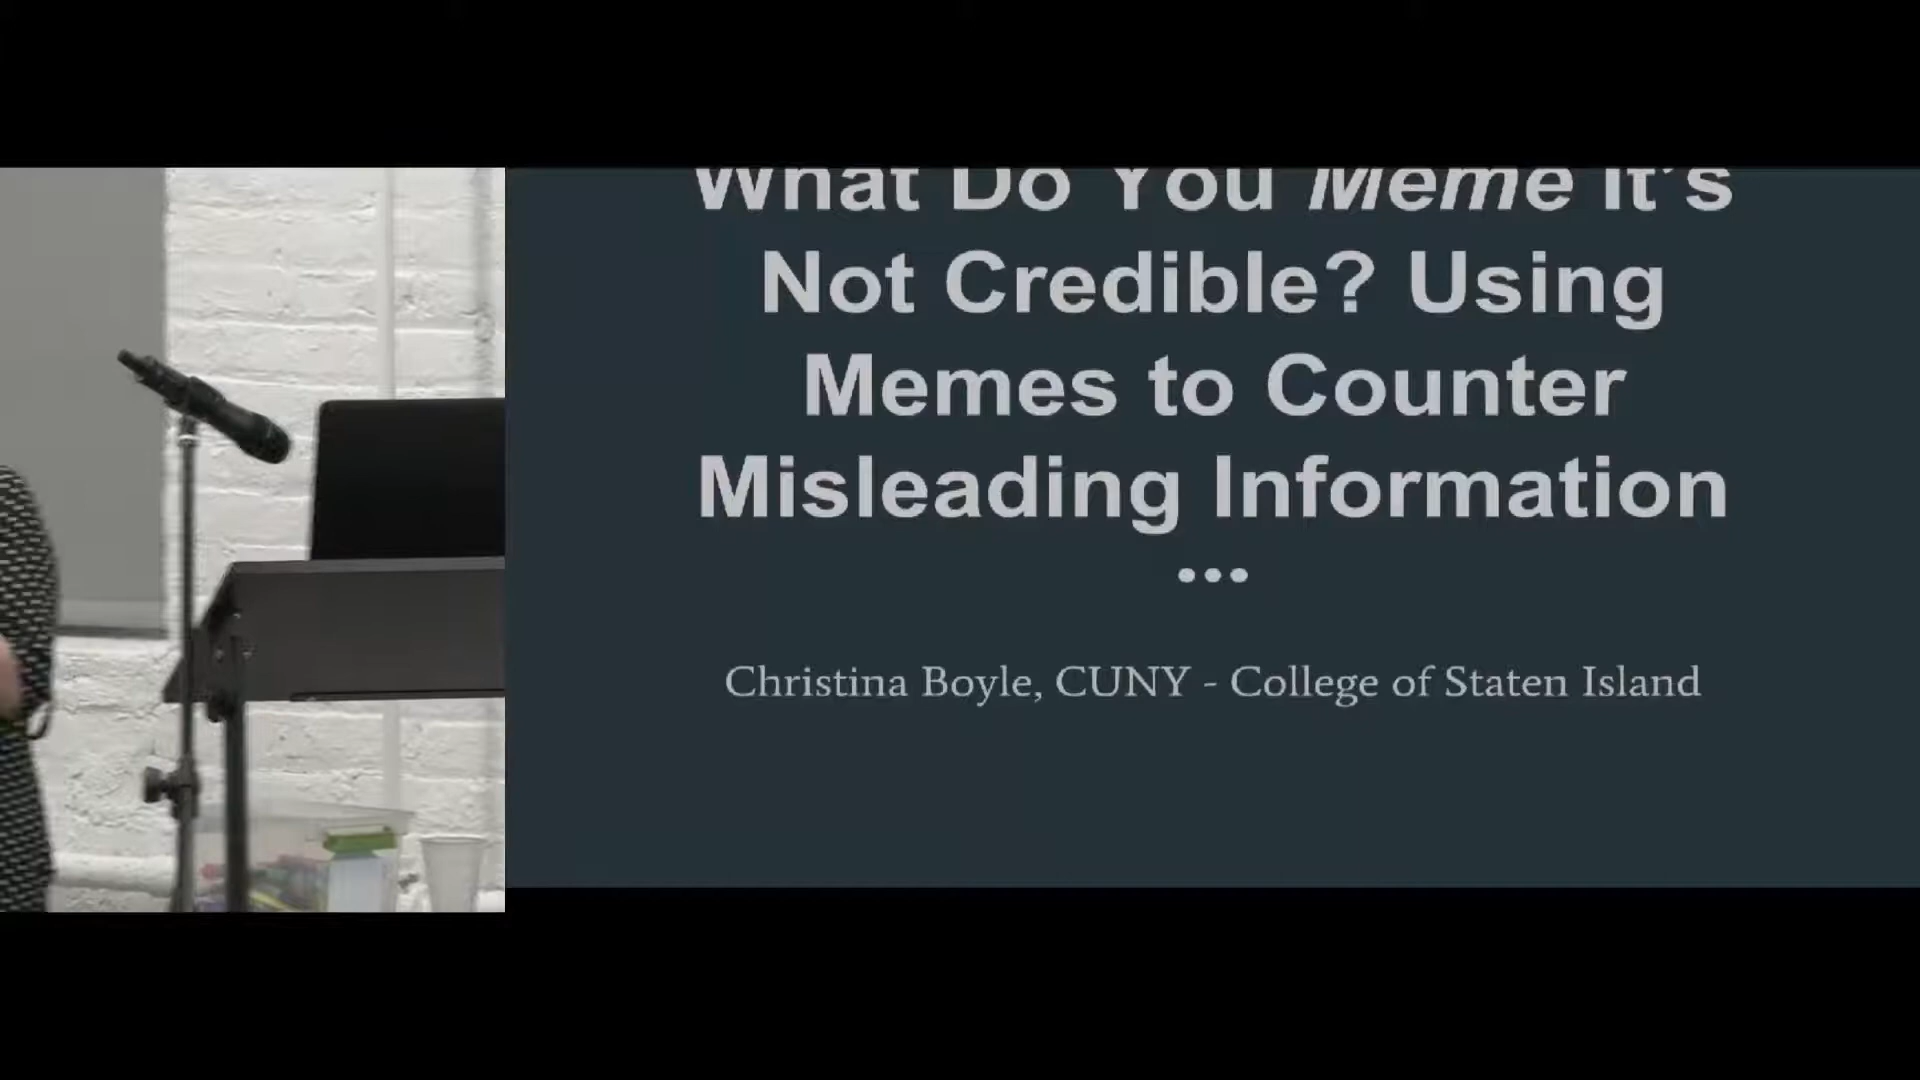 What Do You Meme It's
Not Credible? Using
Memes to Counter
Misleading Information
Christina Boyle, CUNY - College of Staten Island